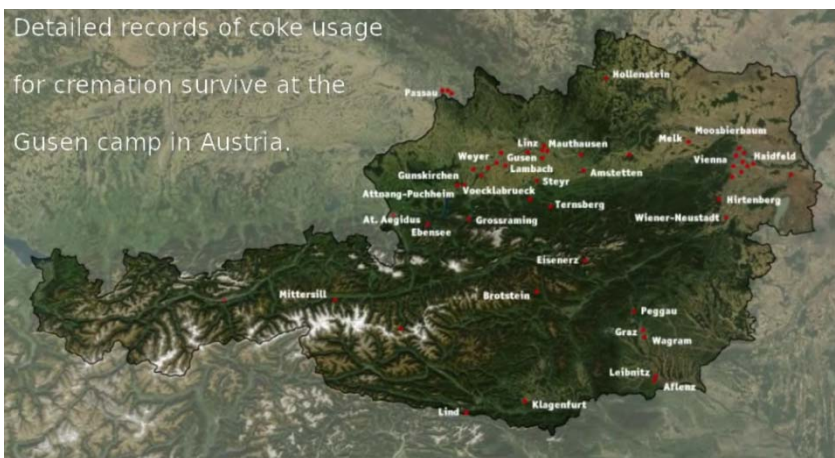 Detailed records of coke usage
for cremation survive at the
Gusen camp in Austria.
Hollenstein
Passau
Moosbierbaum
Melk
Linz
Mauthausen
Vienna
Haidfeld
Weyer
Gusen
Lambach
Gunskirchen
Amstetten
Steyr
Attnang-Puchheim
Voecklabrueck
Ternsberg
Hirtenberg
At. Aegidus
Grossraming
Wiener-Neustadt
Ebensee
Eisenerz
Mittersill
Brotstein
Peggau
Graz
Wagram
Leibnitz
Aflenz
Klagenfurt
Lind